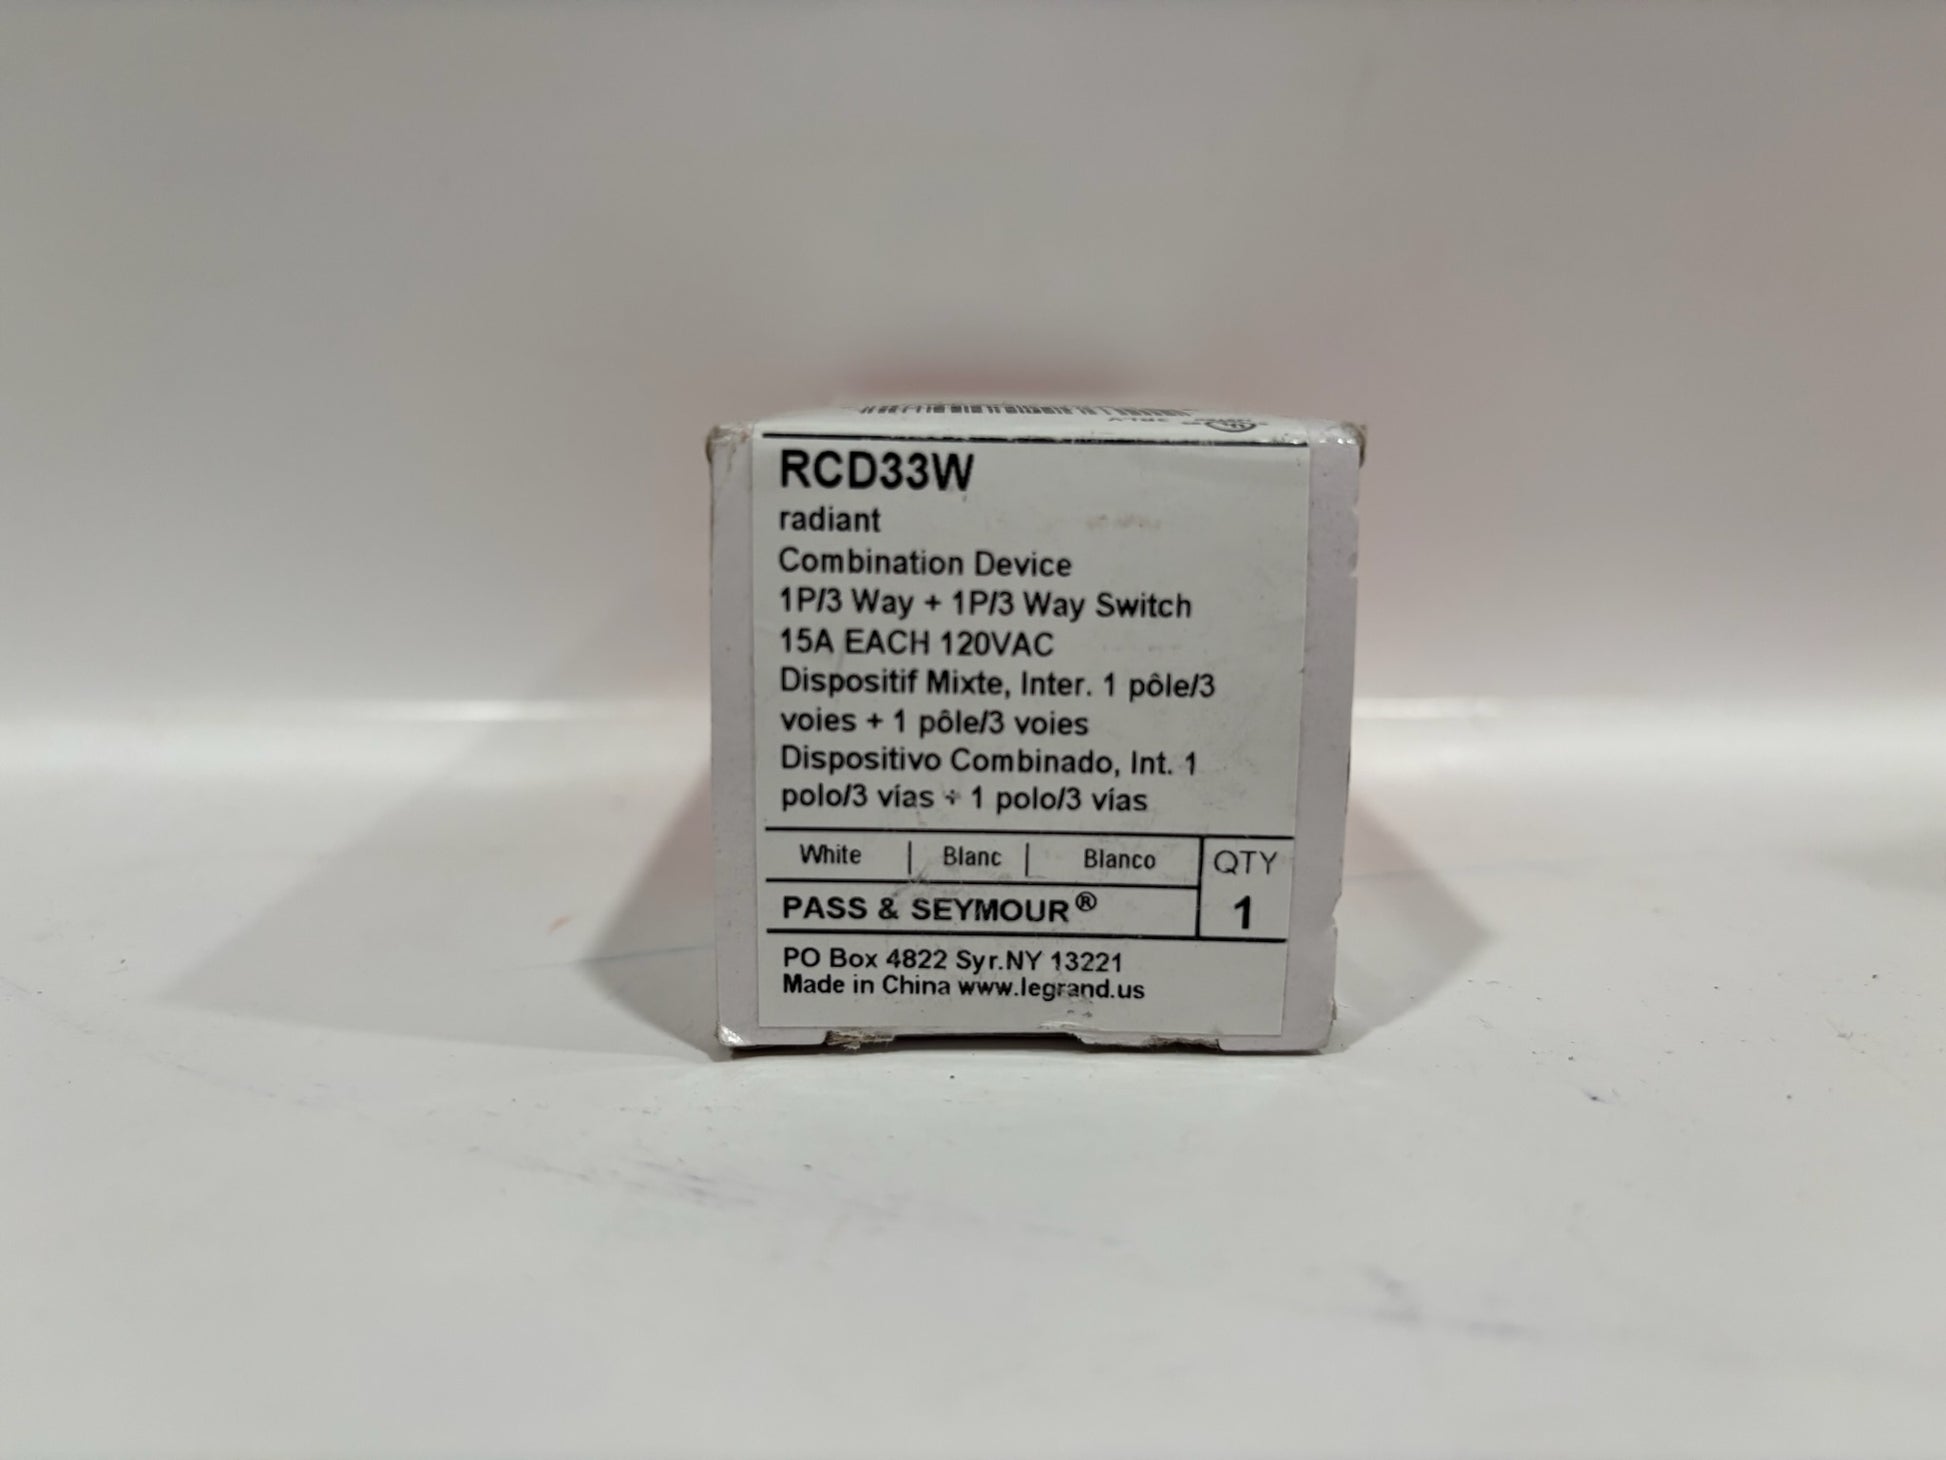 RCD33W
radiant
Combination Device
1P/3 Way + 1P/3 Way Switch
15A EACH 120VAC
Dispositif Mixte, Inter. 1 pôle/3
voies + 1 pôle/3 voies
Dispositivo Combinado, Int. 1
polo/3 vías + 1 polo/3 vías
White | Blanc | Blanco
QTY
PASS & SEYMOUR®
1
PO Box 4822 Syr.NY 13221
Made in China www.legrand.us